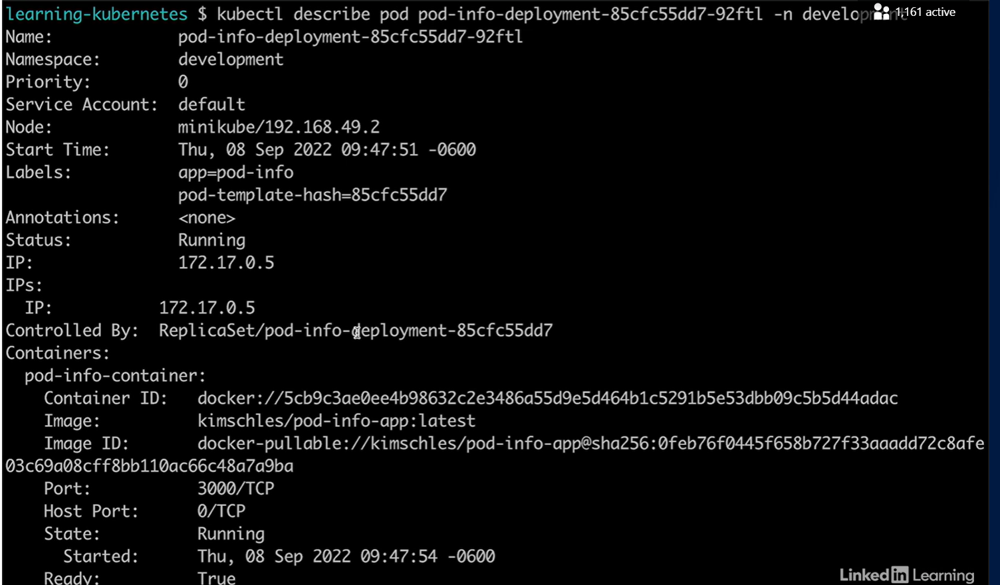 learning-kubernetes $ kubectl describe pod pod-info-deployment-85cfc55dd7-92ftl -n development
1,161 active
Name: pod-info-deployment-85cfc55dd7-92ftl
Namespace: development
Priority: 0
Service Account: default
Node: minikube/192.168.49.2
Start Time: Thu, 08 Sep 2022 09:47:51 -0600
Labels: app=pod-info
pod-template-hash=85cfc55dd7
Annotations: <none>
Status: Running
IP: 172.17.0.5
IPs:
IP: 172.17.0.5
Controlled By: ReplicaSet/pod-info-deployment-85cfc55dd7
Containers:
pod-info-container:
Container ID: docker://5cb9c3ae0ee4b98632c2e3486a55d9e5d464b1c5291b5e53dbb09c5b5d44adac
Image: kimschles/pod-info-app:latest
Image ID: docker-pullable://kimschles/pod-info-app@sha256:0feb76f0445f658b727f33aaadd72c8afe
03c69a08cff8bb110ac66c48a7a9ba
Port: 3000/TCP
Host Port: 0/TCP
State: Running
Started: Thu, 08 Sep 2022 09:47:54 -0600
Ready: True
Linked in Learning